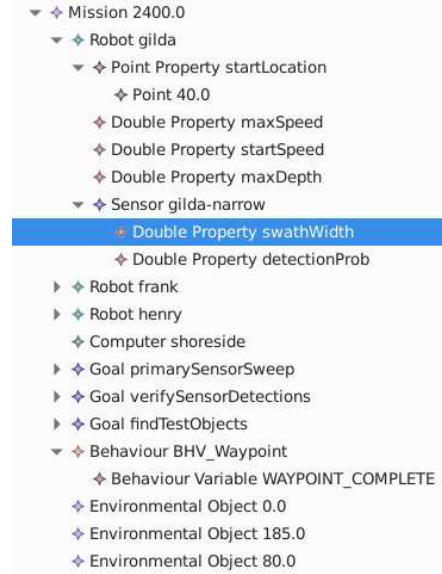 Mission 2400.0
Robot gilda
Point Property startLocation
Point 40.0
Double Property maxSpeed
Double Property startSpeed
Double Property maxDepth
Sensor gilda-narrow
Double Property swathWidth
Double Property detectionProb
Robot frank
Robot henry
Computer shoreside
Goal primarySensorSweep
Goal verifySensorDetections
Goal findTestObjects
Behaviour BHV_Waypoint
Behaviour Variable WAYPOINT_COMPLETE
Environmental Object 0.0
Environmental Object 185.0
Environmental Object 80.0